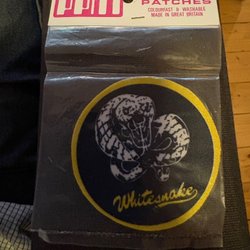 PATCHES
COLOURFAST & WASHABLE
MADE IN GREAT BRITAIN
Whitesnake